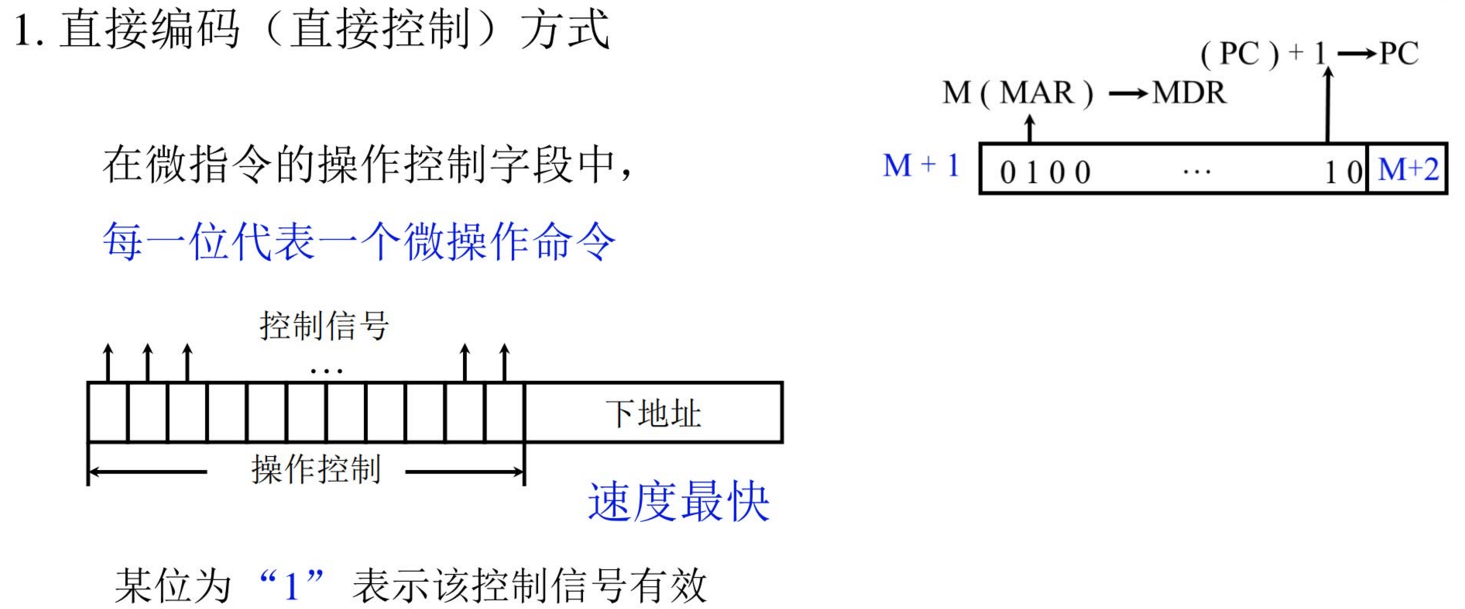 1. 直接编码（直接控制）方式
在微指令的操作控制字段中，
每一位代表一个微操作命令
控制信号
…
下地址
操作控制
速度最快
某位为“1”表示该控制信号有效
( PC ) + 1 → PC
M ( MAR ) → MDR
M + 1 0 1 0 0 … 1 0 M+2